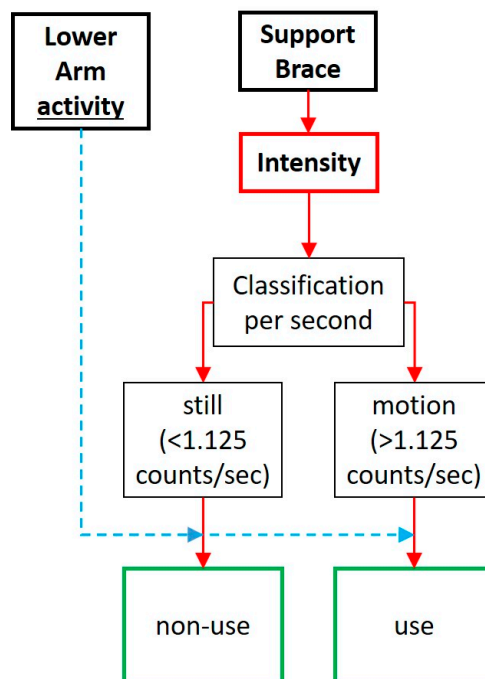 Lower
Arm
activity
Support
Brace
Intensity
Classification
per second
still
(<1.125
counts/sec)
motion
(>1.125
counts/sec)
non-use
use